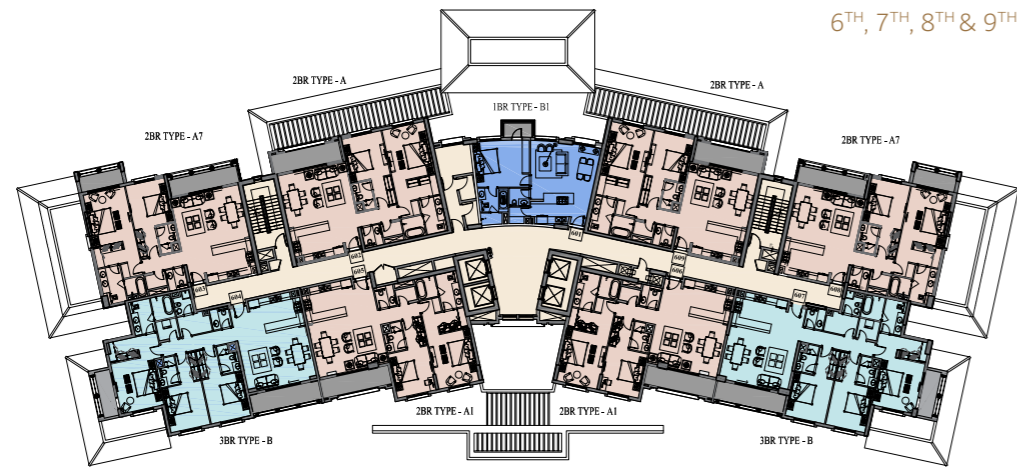 6TH, 7TH, 8TH & 9TH
2BR TYPE - A
2BR TYPE - A
1BR TYPE - B1
2BR TYPE - A7
2BR TYPE - A7
601
602
609
605
606
603
604
607
608
2BR TYPE - A1
2BR TYPE - A1
3BR TYPE - B
3BR TYPE - B